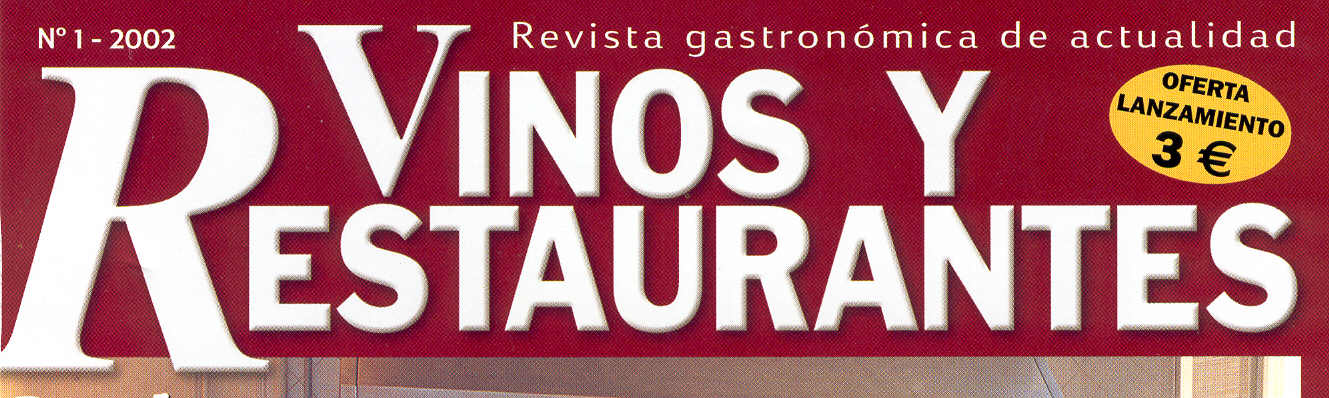 Nº 1 - 2002
Revista gastronómica de actualidad
VINOS Y
RESTAURANTES
OFERTA
LANZAMIENTO
3 €